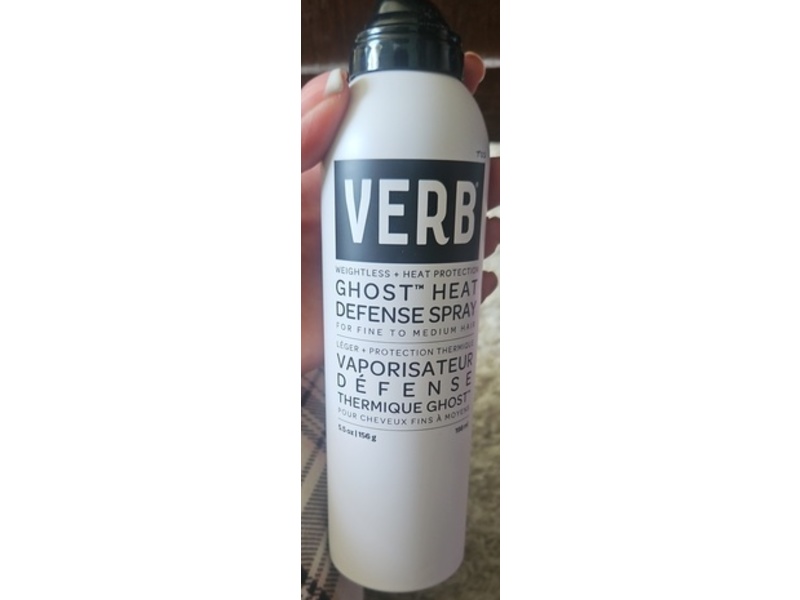 VERB
WEIGHTLESS + HEAT PROTECTION
GHOST™ HEAT
DEFENSE SPRAY
FOR FINE TO MEDIUM HAIR
LÉGER + PROTECTION THERMIQUE
VAPORISATEUR
DÉFENSE
THERMIQUE GHOST™
POUR CHEVEUX FINS À MOYENS
5.5 oz | 156 g